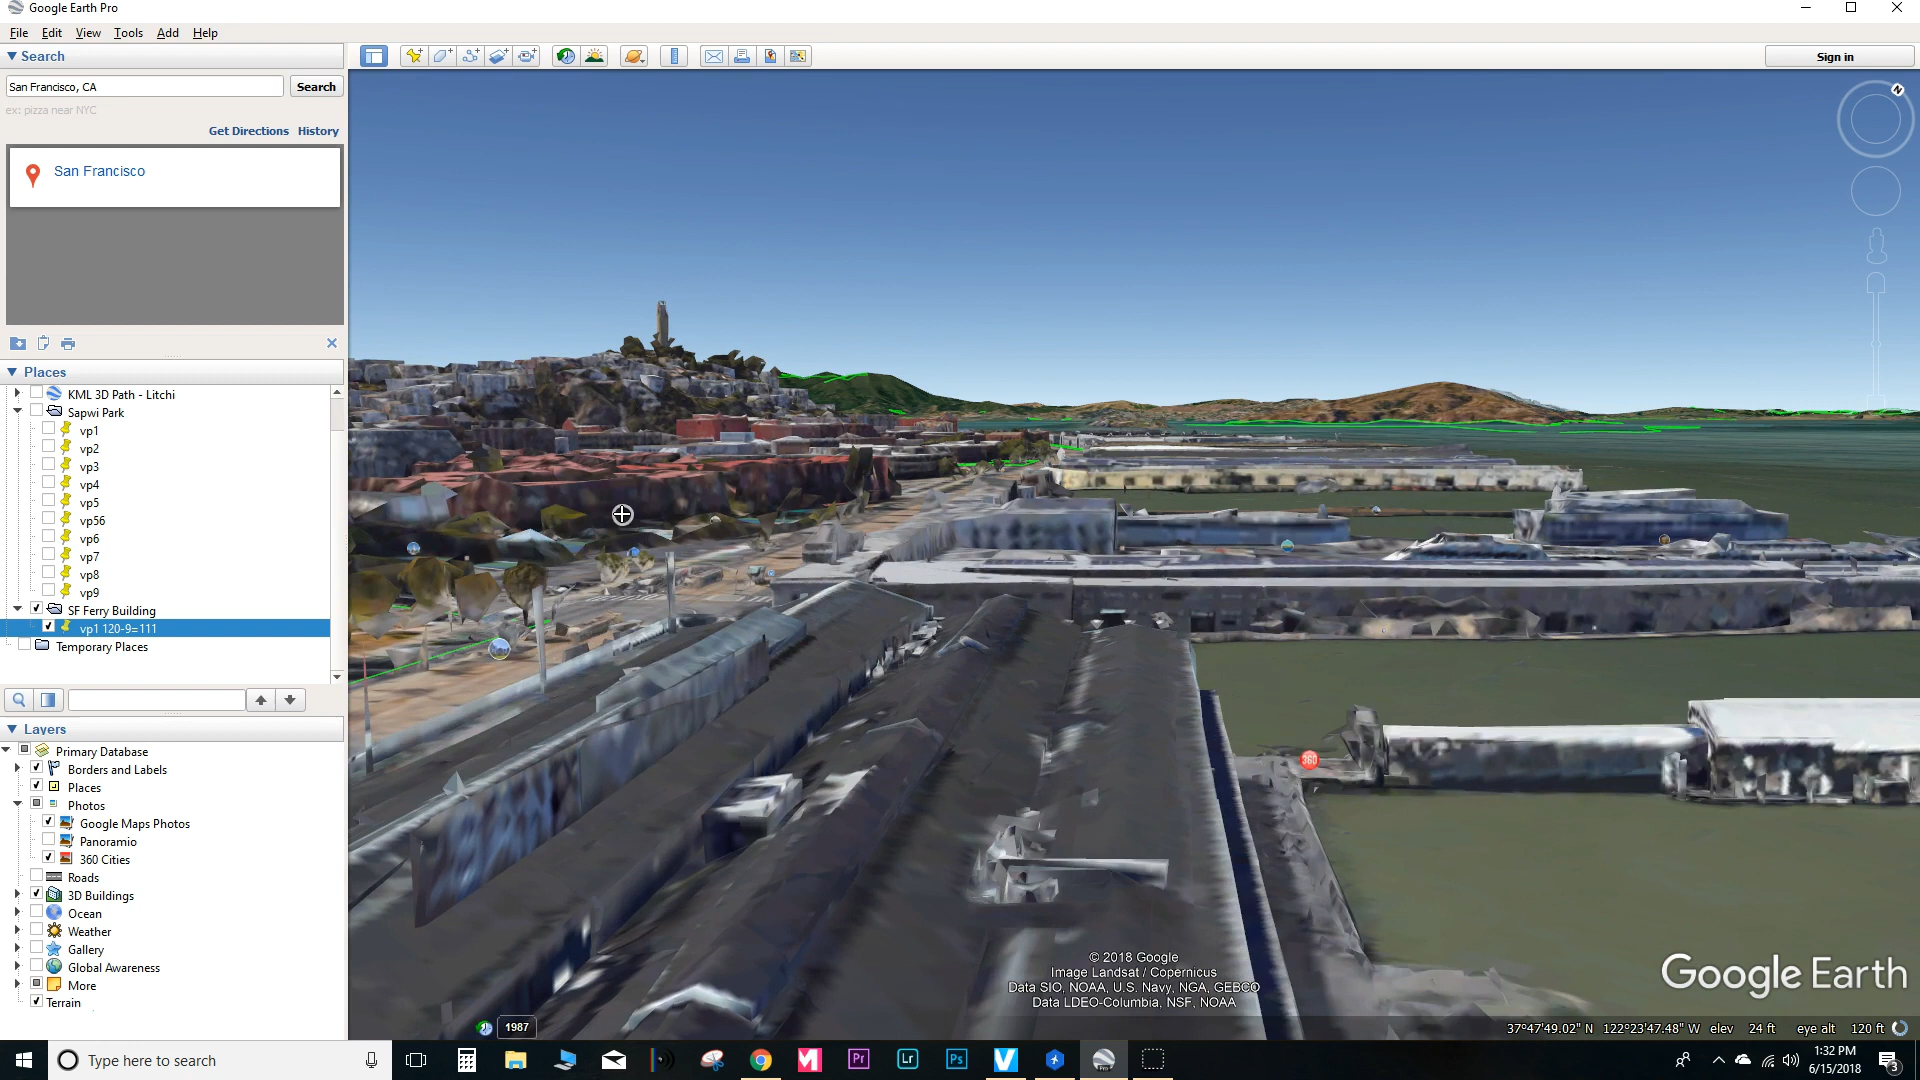 Google Earth Pro
File Edit View Tools Add Help
Search
San Francisco, CA
Search
ex: pizza near NYC
Get Directions History
San Francisco
Sign in
N
Places
KML 3D Path - Litchi
Sapwi Park
vp1
vp2
vp3
vp4
vp5
vp56
vp6
vp7
vp8
vp9
SF Ferry Building
vp1 120-9=111
Temporary Places
Layers
Primary Database
Borders and Labels
Places
Photos
Google Maps Photos
Panoramio
360 Cities
Roads
3D Buildings
Ocean
Weather
Gallery
Global Awareness
More
Terrain
360
© 2018 Google
Image Landsat / Copernicus
Data SIO, NOAA, U.S. Navy, NGA, GEBCO
Data LDEO-Columbia, NSF, NOAA
Google Earth
1987
37°47'49.02" N 122°23'47.48" W elev 24 ft eye alt 120 ft
Type here to search
Pr
Lr
Ps
Pro
1:32 PM
6/15/2018
3